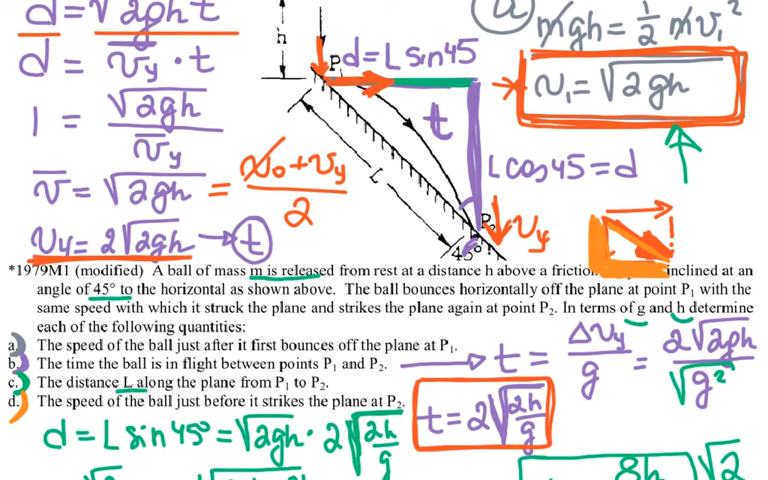 d = √2gh t
d = v̅y · t
1 = √2gh / v̅y
v̅ = √2gh = (v0 + vy) / 2
vy = 2√2gh → t
h
P1
d = L sin45
t
L
L cos45 = d
P2
vy
45°
a
mgh = 1/2 mv1²
v1 = √2gh
!
*1979M1 (modified) A ball of mass m is released from rest at a distance h above a inclined at an
angle of 45° to the horizontal as shown above. The ball bounces horizontally off the plane at point P1 with the
same speed with which it struck the plane and strikes the plane again at point P2. In terms of g and h determine
each of the following quantities:
a. The speed of the ball just after it first bounces off the plane at P1.
b. The time the ball is in flight between points P1 and P2.
c. The distance L along the plane from P1 to P2.
d. The speed of the ball just before it strikes the plane at P2.
t = Δvy / g = 2√2gh / √g²
t = 2√2h/g
d = L sin45° = √2gh · 2√2h/g
8h √2